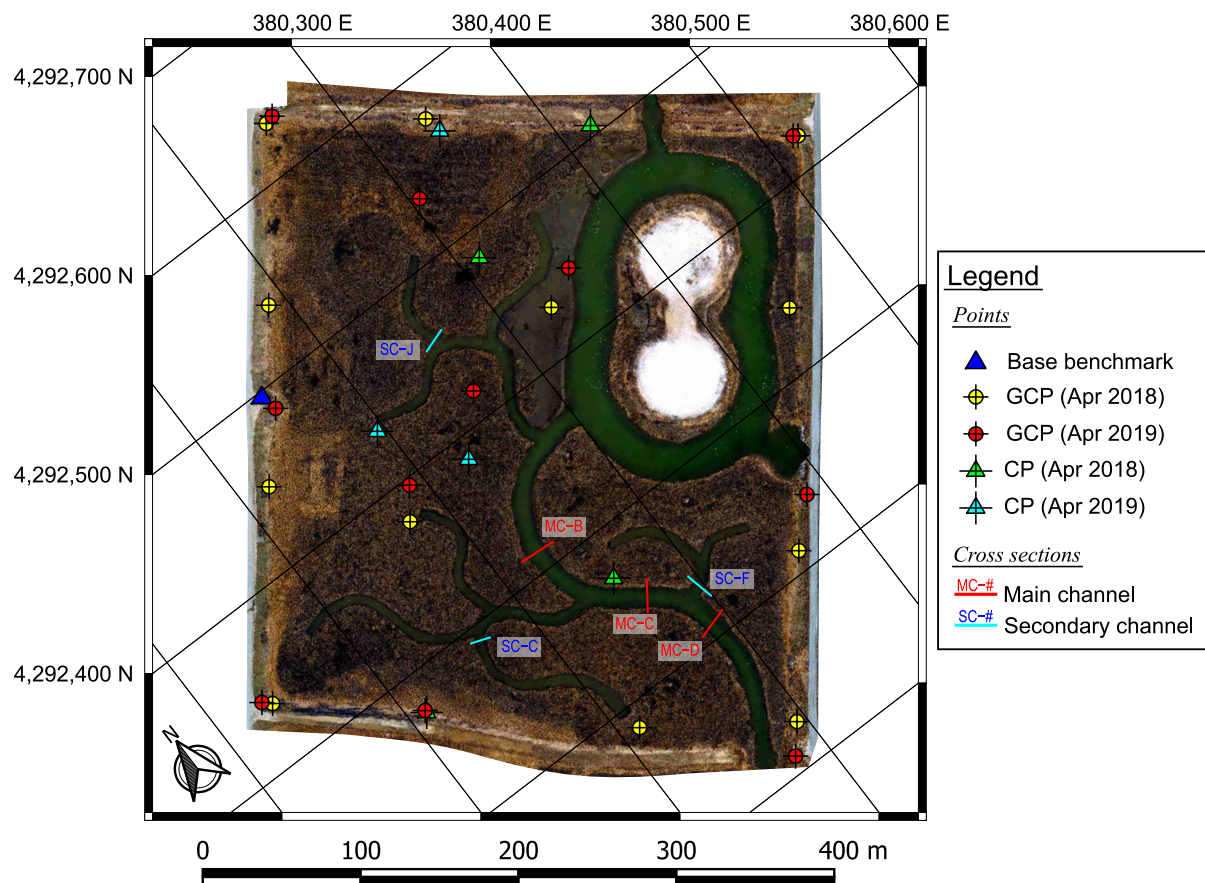 380,300 E 380,400 E 380,500 E 380,600 E
4,292,700 N
4,292,600 N
4,292,500 N
4,292,400 N
SC-J
MC-B
SC-F
MC-C
SC-C
MC-D
N
Legend
Points
Base benchmark
GCP (Apr 2018)
GCP (Apr 2019)
CP (Apr 2018)
CP (Apr 2019)
Cross sections
MC-# Main channel
SC-# Secondary channel
0 100 200 300 400 m